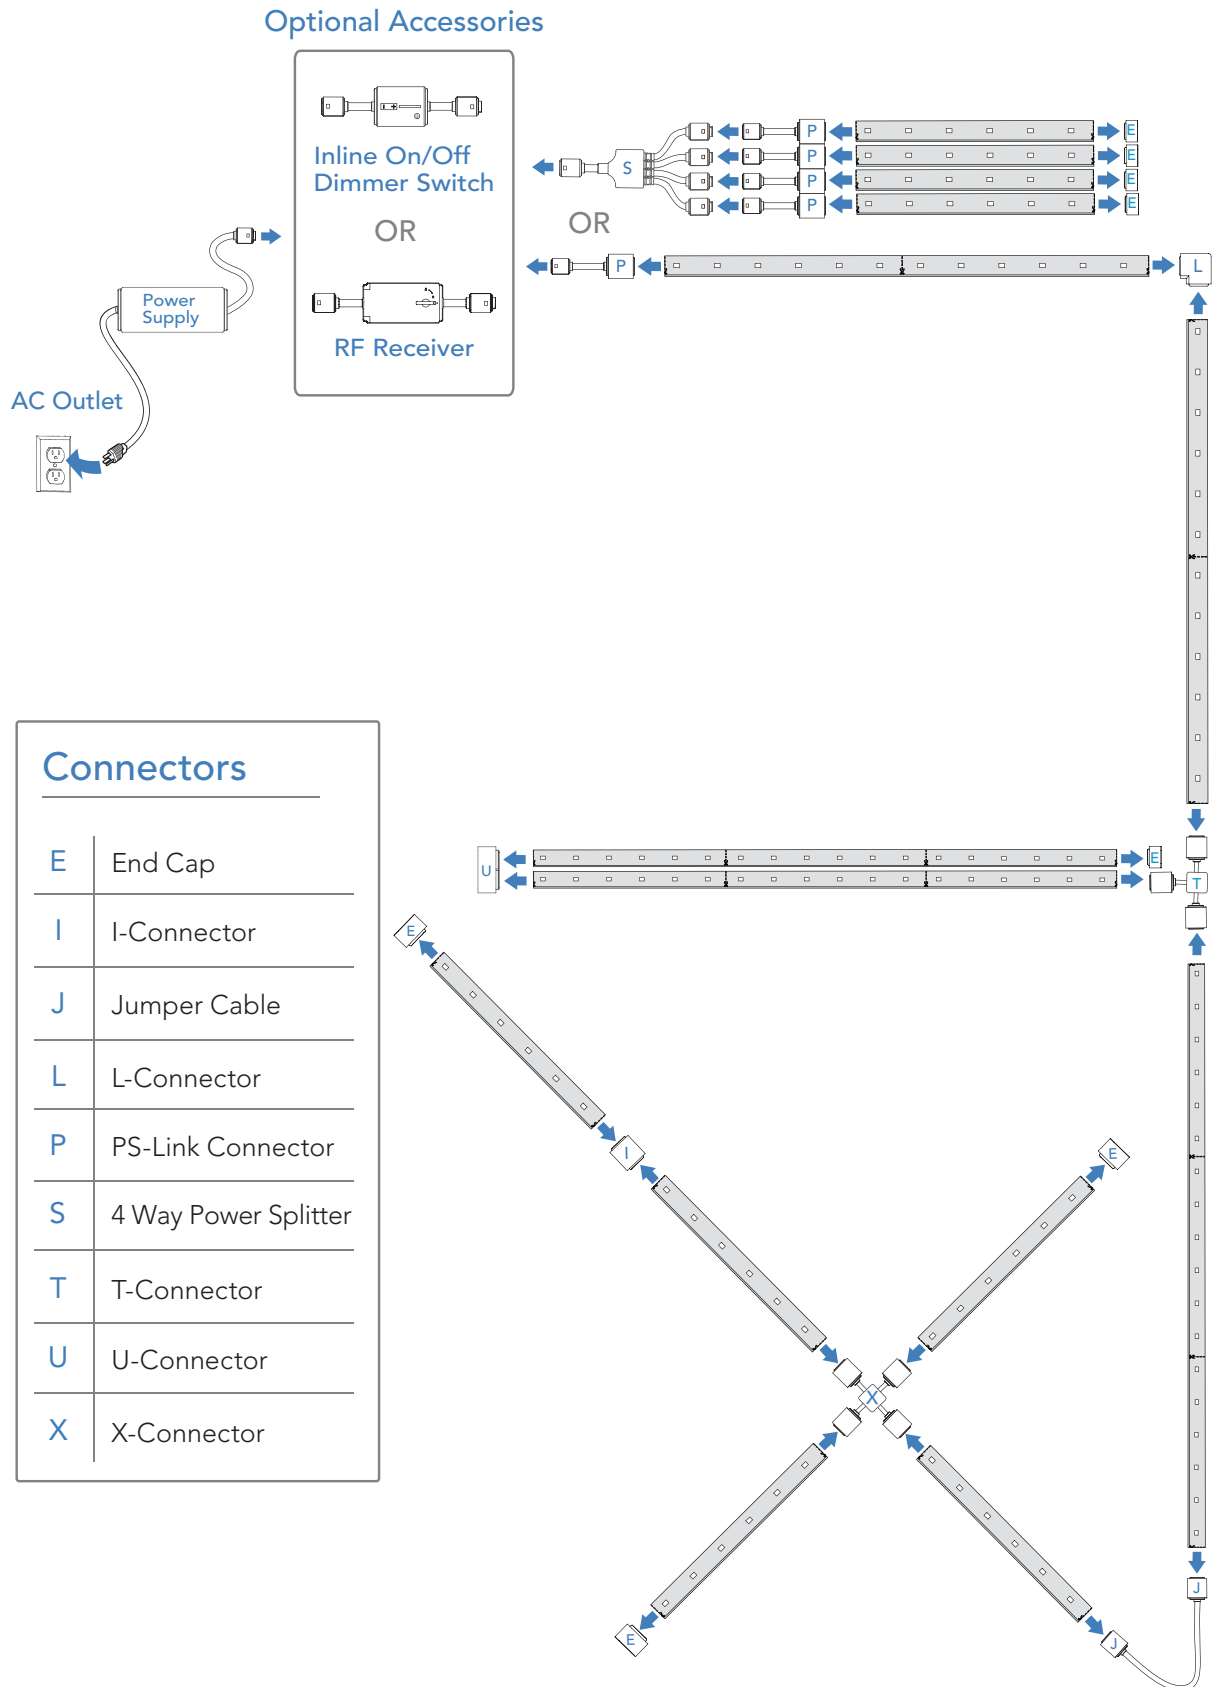 Optional Accessories
Inline On/Off
Dimmer Switch
OR
RF Receiver
Power
Supply
AC Outlet
S
P E
P E
P E
P E
OR
P L
Connectors
E End Cap
I I-Connector
J Jumper Cable
L L-Connector
P PS-Link Connector
S 4 Way Power Splitter
T T-Connector
U U-Connector
X X-Connector
E
U
T
E
I
E
X
J
E
J